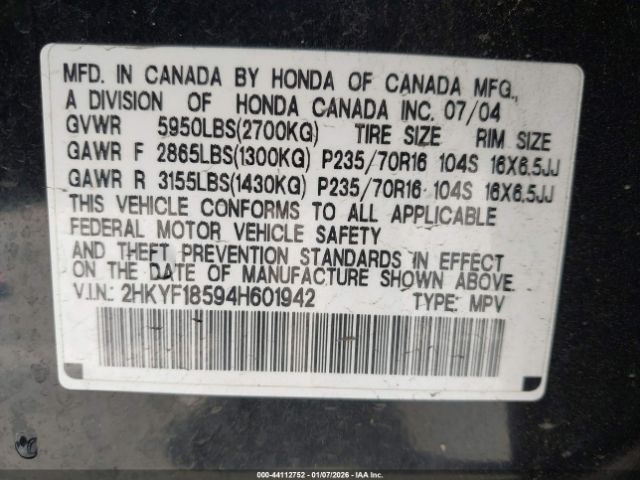 MFD. IN CANADA BY HONDA OF CANADA MFG.,
A DIVISION OF HONDA CANADA INC. 07/04
GVWR 5950LBS(2700KG) TIRE SIZE RIM SIZE
GAWR F 2865LBS(1300KG) P235/70R16 104S 16X6.5JJ
GAWR R 3155LBS(1430KG) P235/70R16 104S 16X6.5JJ
THIS VEHICLE CONFORMS TO ALL APPLICABLE
FEDERAL MOTOR VEHICLE SAFETY
AND THEFT PREVENTION STANDARDS IN EFFECT
ON THE DATE OF MANUFACTURE SHOWN ABOVE.
V.I.N.: 2HKYF18594H601942 TYPE: MPV
000-44112752 - 01/07/2026 - IAA Inc.